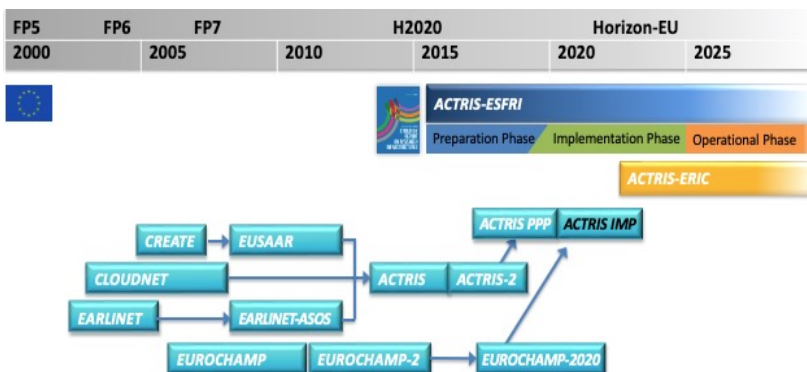 FP5 FP6 FP7 H2020 Horizon-EU
2000 2005 2010 2015 2020 2025
ACTRIS-ESFRI
Preparation Phase Implementation Phase Operational Phase
ACTRIS-ERIC
ACTRIS PPP ACTRIS IMP
CREATE EUSAAR
CLOUDNET ACTRIS ACTRIS-2
EARLINET EARLINET-ASOS
EUROCHAMP EUROCHAMP-2 EUROCHAMP-2020